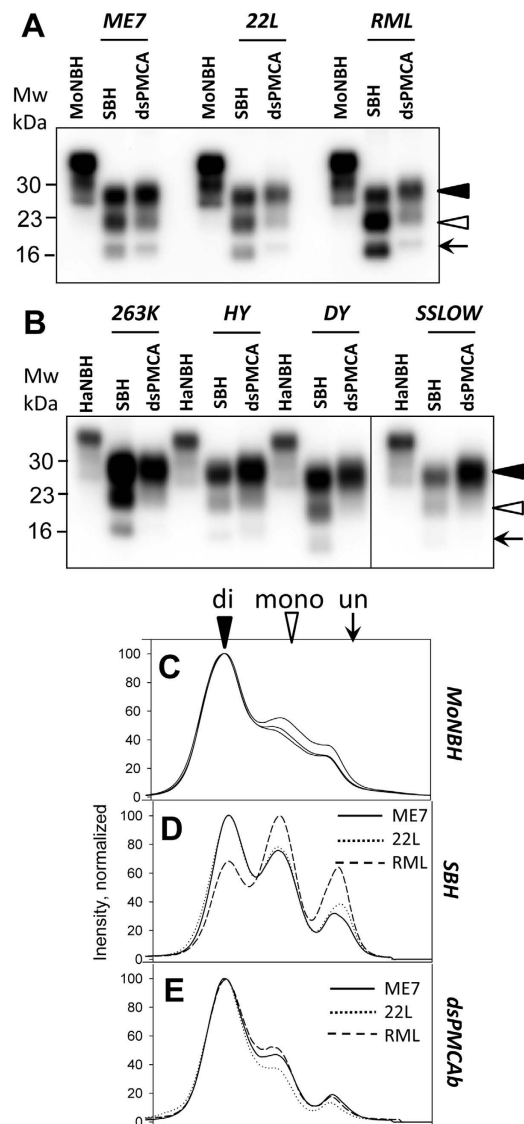 A
ME7 22L RML
Mw
kDa
MoNBH SBH dsPMCA MoNBH SBH dsPMCA MoNBH SBH dsPMCA
30
23
16
B
263K HY DY SSLOW
Mw
kDa
HaNBH SBH dsPMCA HaNBH SBH dsPMCA HaNBH SBH dsPMCA HaNBH SBH dsPMCA
30
23
16
di mono un
C
100
80
60
40
20
0
MoNBH
D
100
80
60
40
20
0
ME7
22L
RML
SBH
Inensity, normalized
E
100
80
60
40
20
0
ME7
22L
RML
dsPMCAb